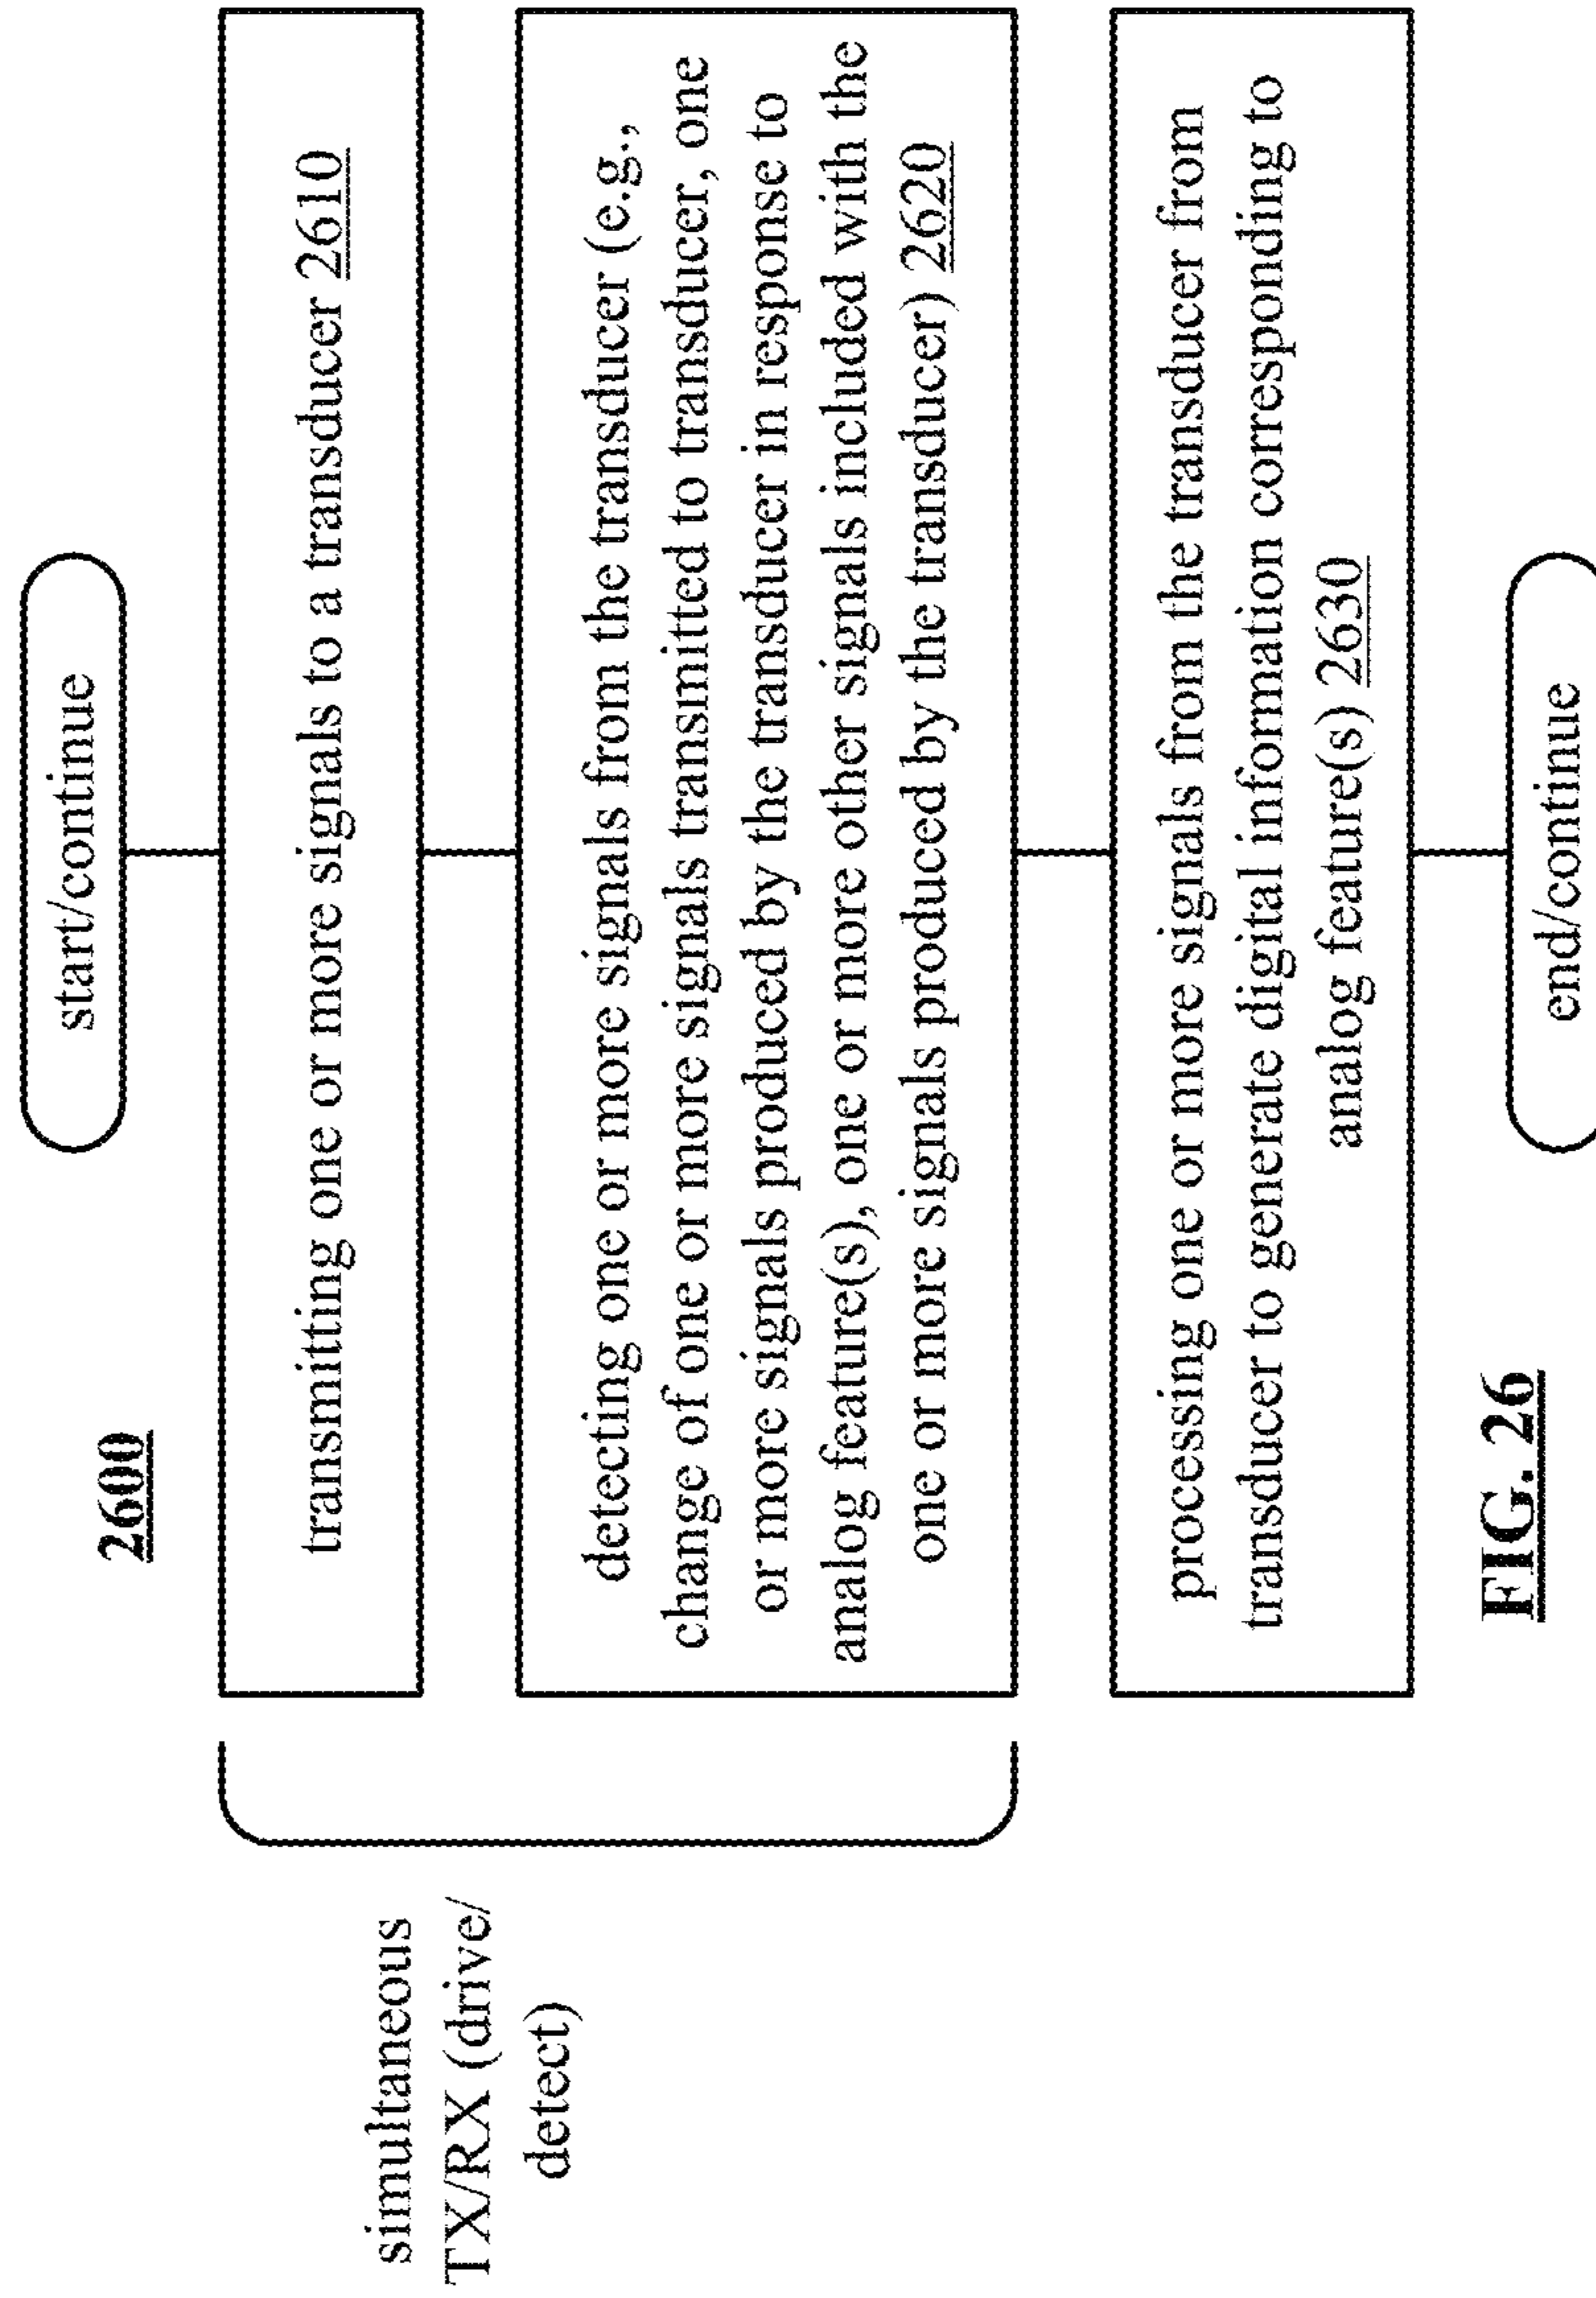 2600
start/continue
transmitting one or more signals to a transducer 2610
simultaneous
TX/RX (drive/
detect)
detecting one or more signals from the transducer (e.g.,
change of one or more signals transmitted to transducer, one
or more signals produced by the transducer in response to
analog feature(s), one or more other signals included with the
one or more signals produced by the transducer) 2620
processing one or more signals from the transducer from
transducer to generate digital information corresponding to
analog feature(s) 2630
FIG. 26
end/continue